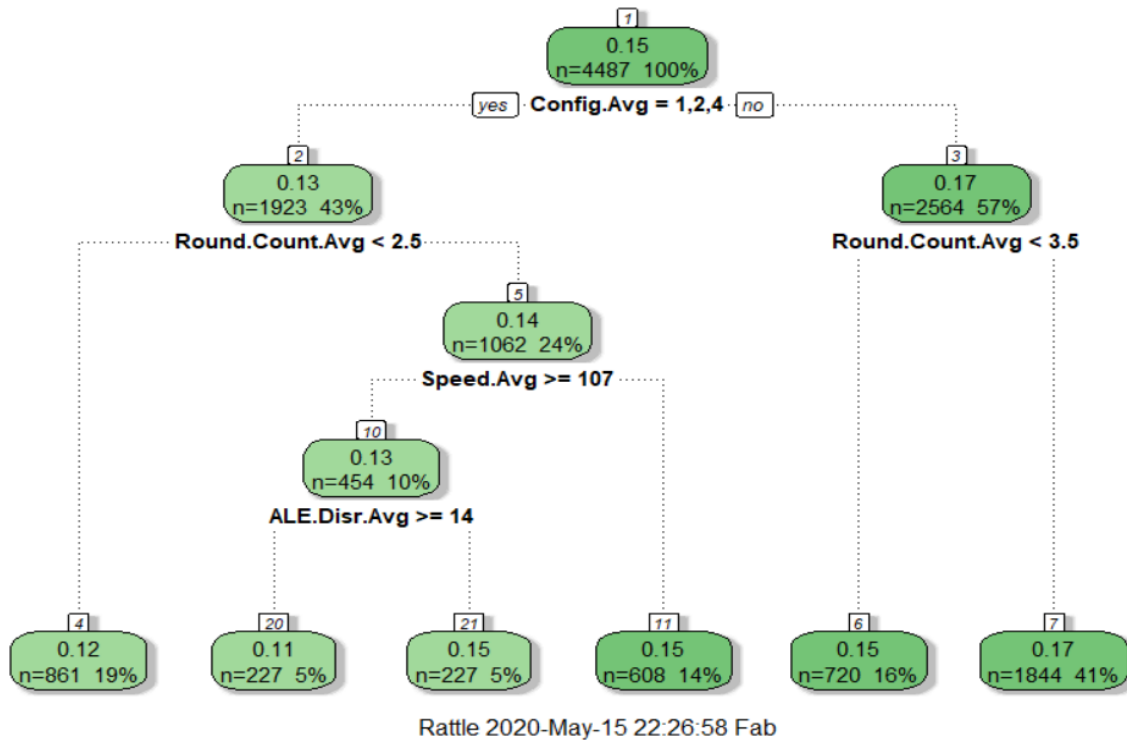 1
0.15
n=4487 100%
yes Config.Avg = 1,2,4 no
2
0.13
n=1923 43%
Round.Count.Avg < 2.5
3
0.17
n=2564 57%
Round.Count.Avg < 3.5
5
0.14
n=1062 24%
Speed.Avg >= 107
10
0.13
n=454 10%
ALE.Disr.Avg >= 14
4
0.12
n=861 19%
20
0.11
n=227 5%
21
0.15
n=227 5%
11
0.15
n=608 14%
6
0.15
n=720 16%
7
0.17
n=1844 41%
Rattle 2020-May-15 22:26:58 Fab